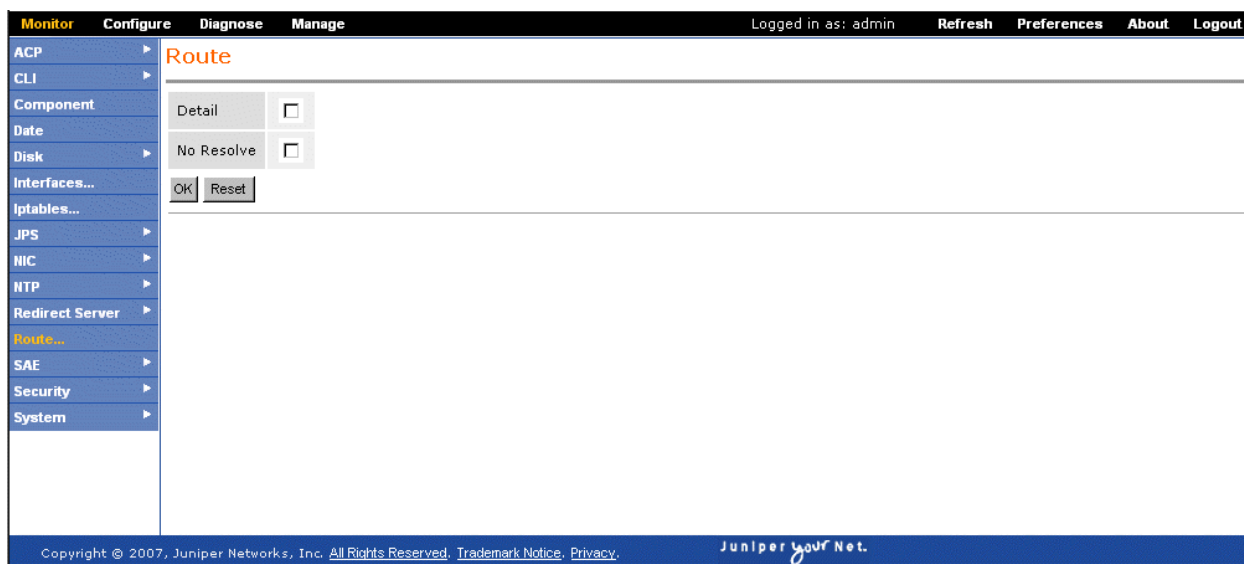 Monitor Configure Diagnose Manage Logged in as: admin Refresh Preferences About Logout
ACP
CLI
Component
Date
Disk
Interfaces...
Iptables...
JPS
NIC
NTP
Redirect Server
Route...
SAE
Security
System
Route
Detail
No Resolve
OK Reset
Copyright © 2007, Juniper Networks, Inc. All Rights Reserved. Trademark Notice. Privacy.
Juniper your Net.